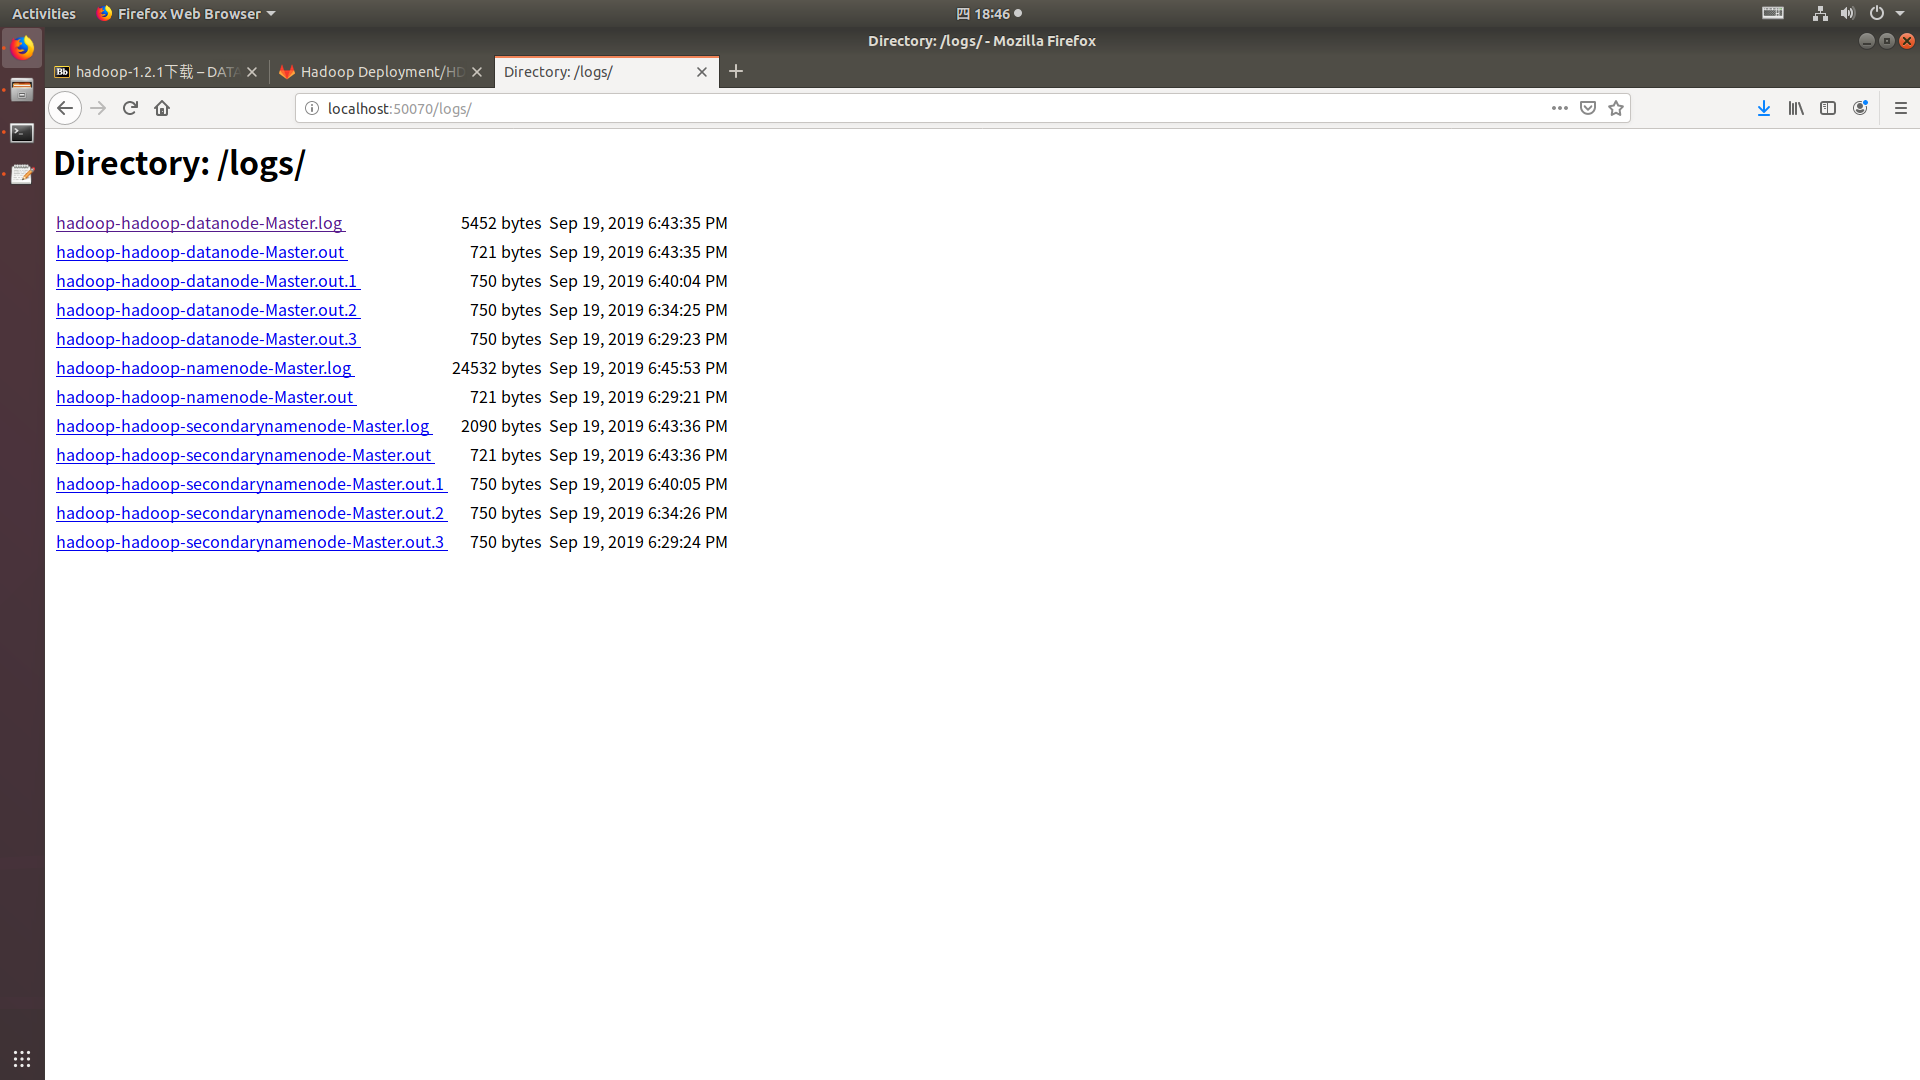 Activities Firefox Web Browser 四 18:46
Directory: /logs/ - Mozilla Firefox
Bb hadoop-1.2.1下载 – DATA Hadoop Deployment/HD Directory: /logs/
localhost:50070/logs/
Directory: /logs/
hadoop-hadoop-datanode-Master.log 5452 bytes Sep 19, 2019 6:43:35 PM
hadoop-hadoop-datanode-Master.out 721 bytes Sep 19, 2019 6:43:35 PM
hadoop-hadoop-datanode-Master.out.1 750 bytes Sep 19, 2019 6:40:04 PM
hadoop-hadoop-datanode-Master.out.2 750 bytes Sep 19, 2019 6:34:25 PM
hadoop-hadoop-datanode-Master.out.3 750 bytes Sep 19, 2019 6:29:23 PM
hadoop-hadoop-namenode-Master.log 24532 bytes Sep 19, 2019 6:45:53 PM
hadoop-hadoop-namenode-Master.out 721 bytes Sep 19, 2019 6:29:21 PM
hadoop-hadoop-secondarynamenode-Master.log 2090 bytes Sep 19, 2019 6:43:36 PM
hadoop-hadoop-secondarynamenode-Master.out 721 bytes Sep 19, 2019 6:43:36 PM
hadoop-hadoop-secondarynamenode-Master.out.1 750 bytes Sep 19, 2019 6:40:05 PM
hadoop-hadoop-secondarynamenode-Master.out.2 750 bytes Sep 19, 2019 6:34:26 PM
hadoop-hadoop-secondarynamenode-Master.out.3 750 bytes Sep 19, 2019 6:29:24 PM